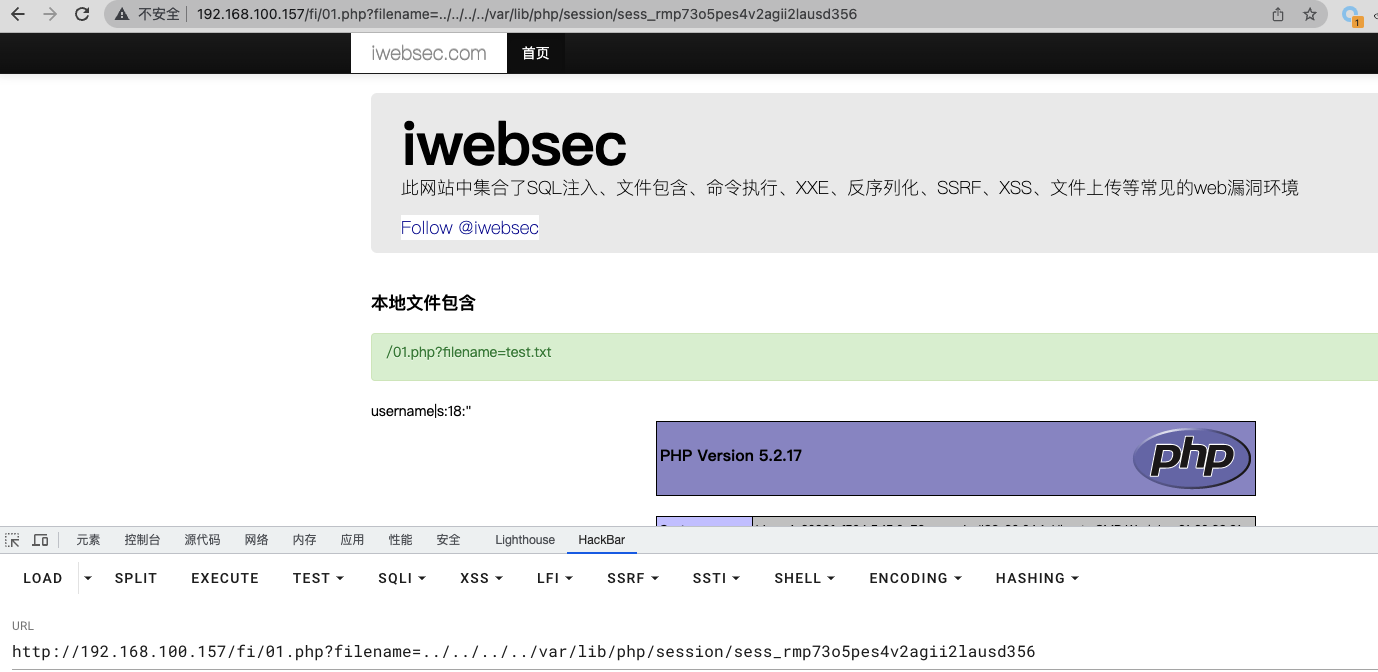 不安全 192.168.100.157/fi/01.php?filename=../../../../var/lib/php/session/sess_rmp73o5pes4v2agii2lausd356
1
iwebsec.com 首页
iwebsec
此网站中集合了SQL注入、文件包含、命令执行、XXE、反序列化、SSRF、XSS、文件上传等常见的web漏洞环境
Follow @iwebsec
本地文件包含
/01.php?filename=test.txt
username|s:18:"
PHP Version 5.2.17 php
元素 控制台 源代码 网络 内存 应用 性能 安全 Lighthouse HackBar
LOAD SPLIT EXECUTE TEST SQLI XSS LFI SSRF SSTI SHELL ENCODING HASHING
URL
http://192.168.100.157/fi/01.php?filename=../../../../var/lib/php/session/sess_rmp73o5pes4v2agii2lausd356